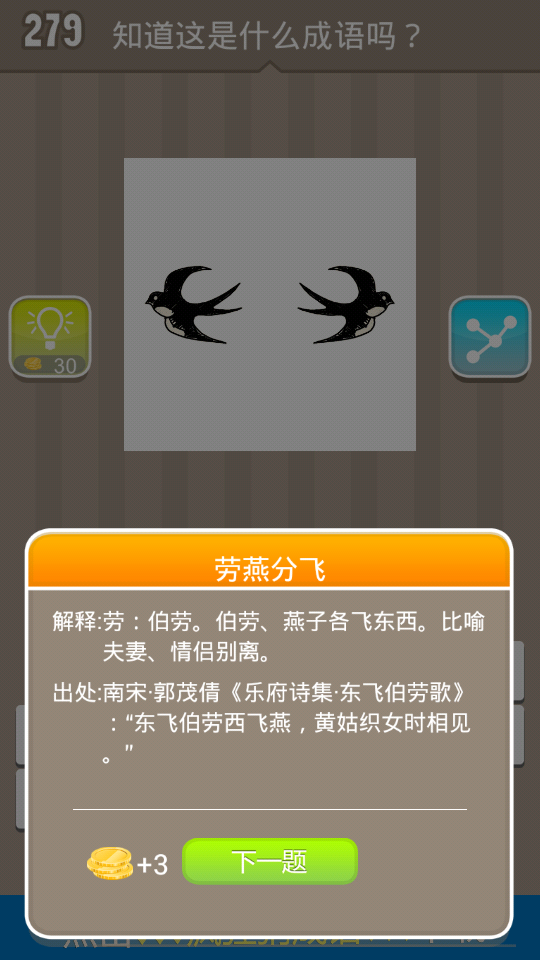 279 知道这是什么成语吗？
30
劳燕分飞
解释:劳：伯劳。伯劳、燕子各飞东西。比喻
夫妻、情侣别离。
出处:南宋·郭茂倩《乐府诗集·东飞伯劳歌》
：“东飞伯劳西飞燕，黄姑织女时相见
。”
+3 下一题